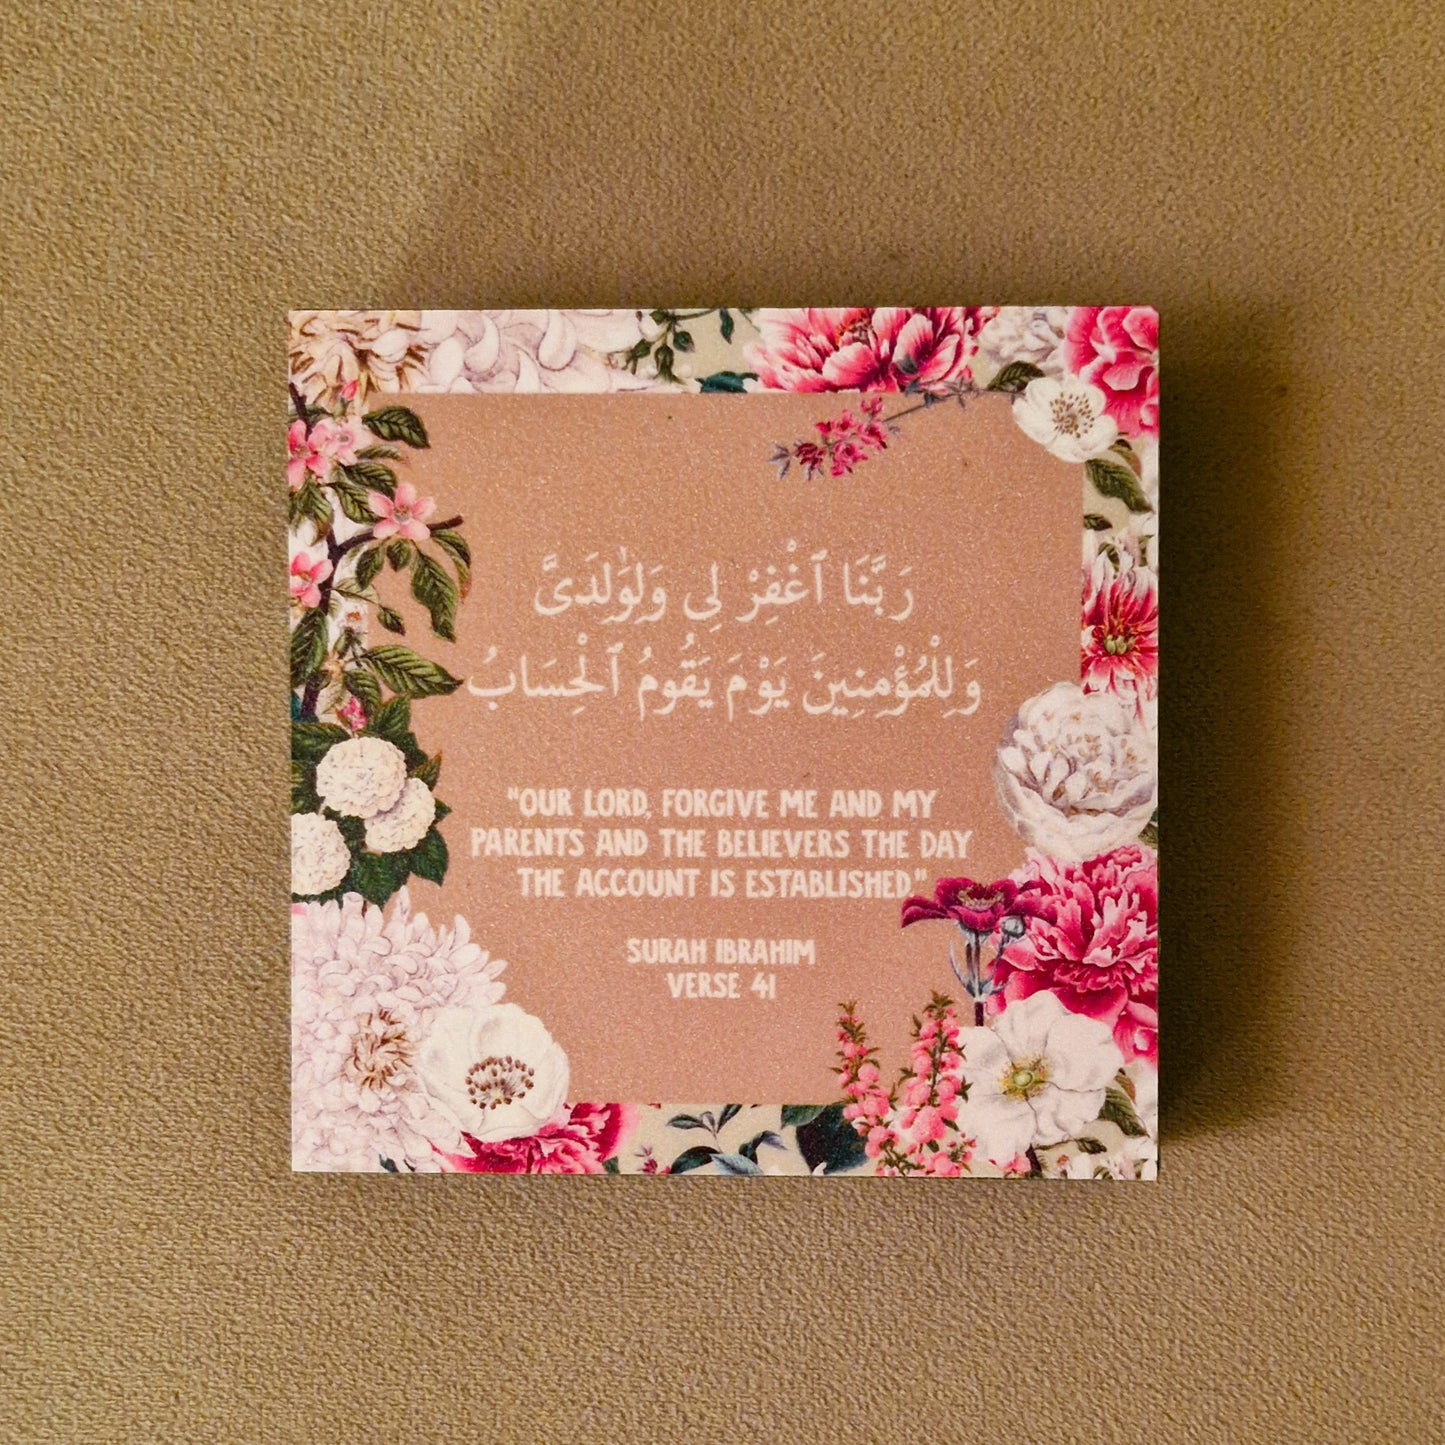 رَبَّنَا ٱغْفِرْ لِى وَلِوَٰلِدَىَّ
وَلِلْمُؤْمِنِينَ يَوْمَ يَقُومُ ٱلْحِسَابُ
"OUR LORD, FORGIVE ME AND MY
PARENTS AND THE BELIEVERS THE DAY
THE ACCOUNT IS ESTABLISHED."
SURAH IBRAHIM
VERSE 41